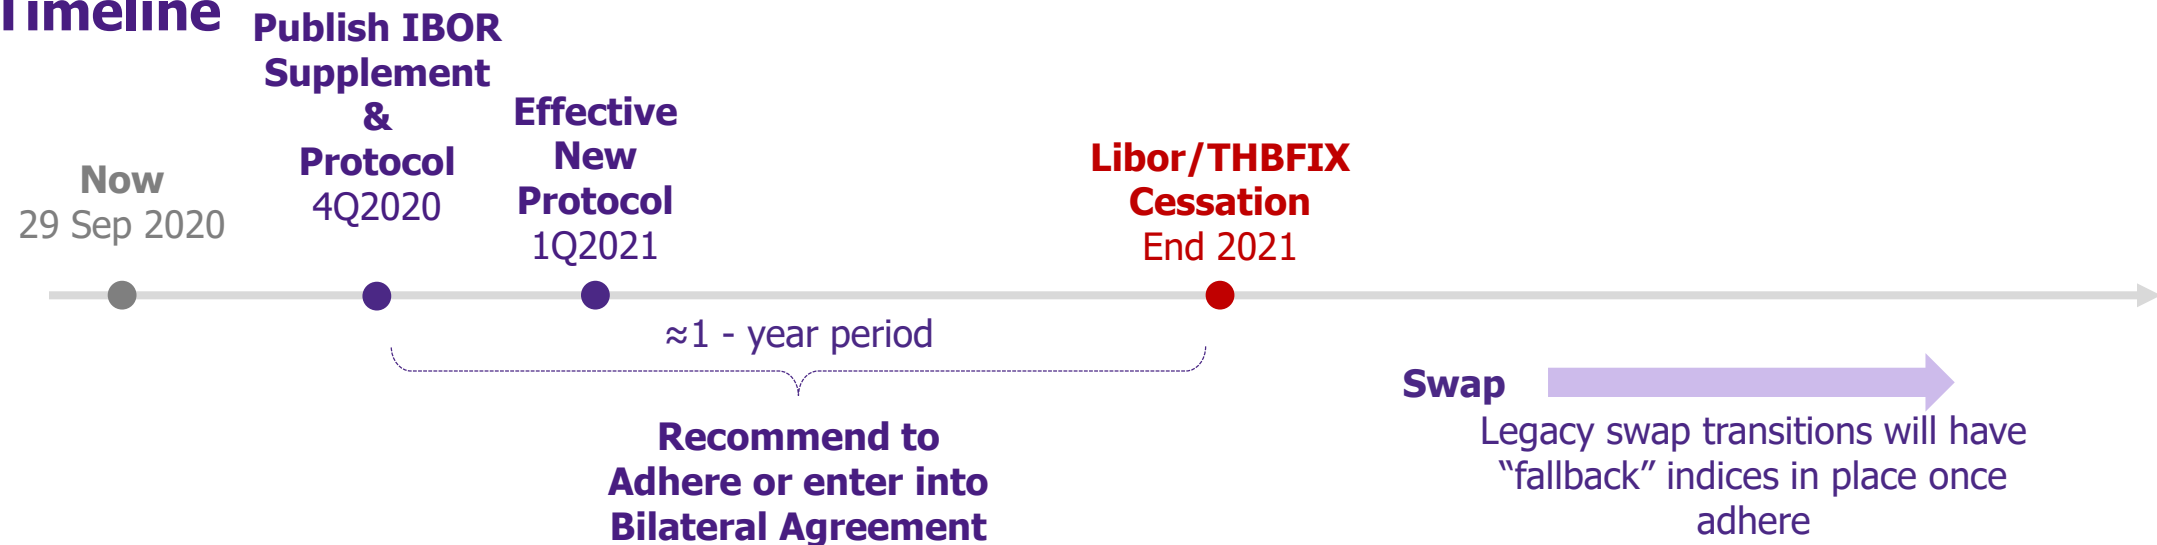 Timeline
Publish IBOR
Supplement
&
Protocol
4Q2020
Effective
New
Protocol
1Q2021
Now
29 Sep 2020
Libor/THBFIX
Cessation
End 2021
≈1 - year period
Recommend to
Adhere or enter into
Bilateral Agreement
Swap
Legacy swap transitions will have
“fallback” indices in place once
adhere